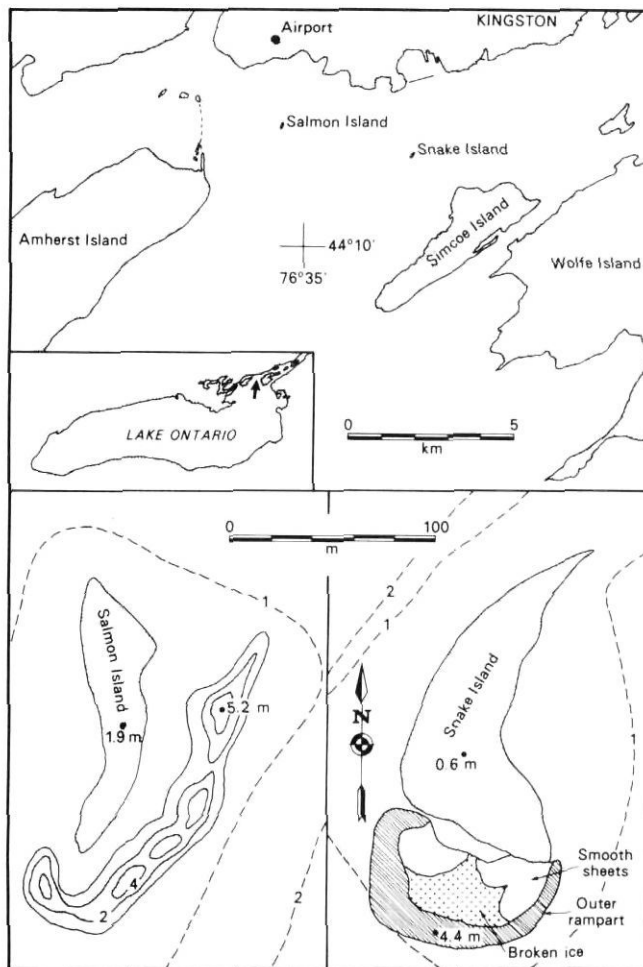 KINGSTON
Airport
Salmon Island
Snake Island
Amherst Island
Simcoe Island
44°10'
76°35'
Wolfe Island
LAKE ONTARIO
0 5
km
0 100
m
1
2
1
Salmon Island
5.2 m
1.9 m
4
2
2
N
Snake Island
1
0.6 m
Smooth
sheets
Outer
rampart
4.4 m
Broken ice